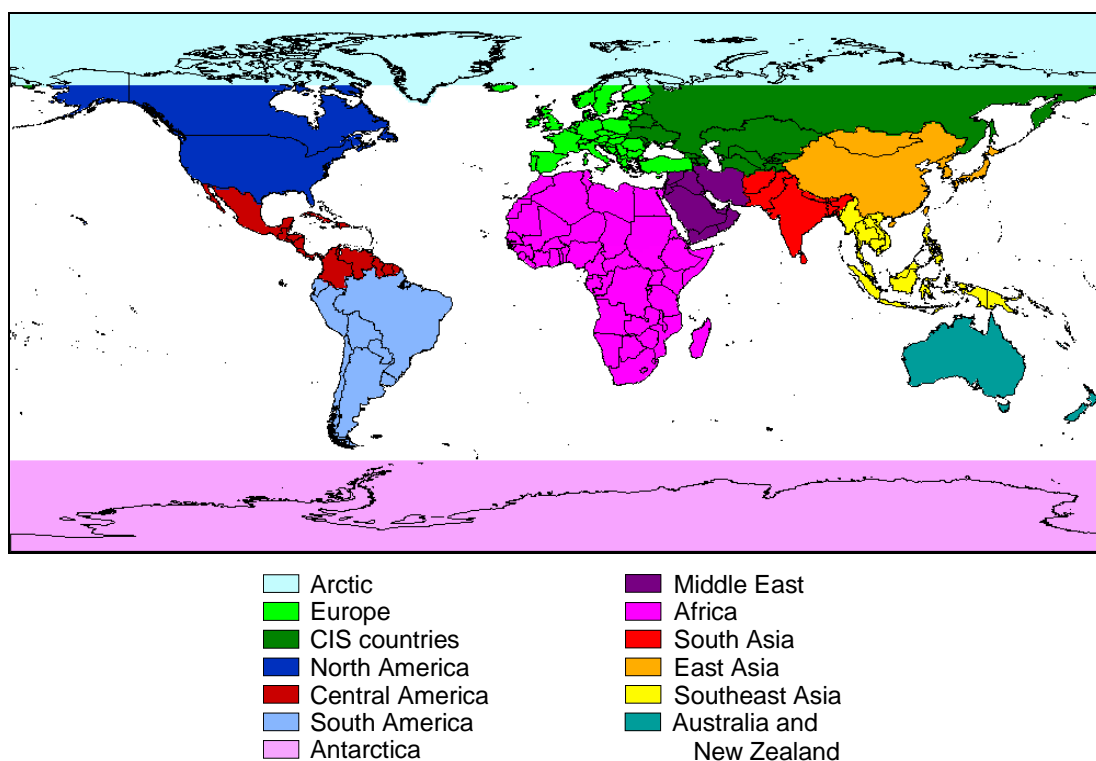 Arctic
Europe
CIS countries
North America
Central America
South America
Antarctica
Middle East
Africa
South Asia
East Asia
Southeast Asia
Australia and
New Zealand